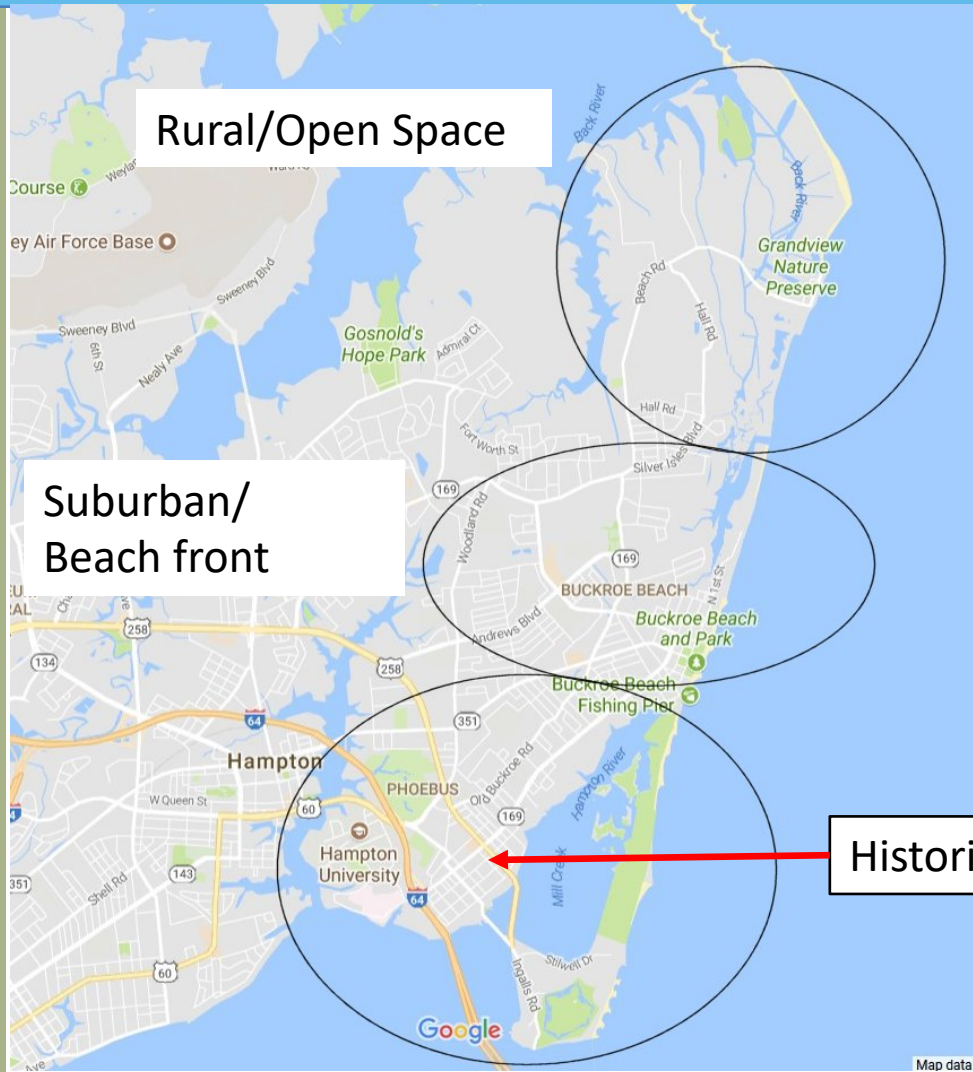 Rural/Open Space
Back River
Course
ey Air Force Base
Sweeney Blvd
Sweeney Blvd
6th St
Nealy Ave
Back River
Grandview
Nature
Preserve
Beach Rd
Hall Rd
Gosnold's
Hope Park
Admiral Ct
Hall Rd
Fort Worth St
Silver Isles Blvd
Suburban/
Beach front
169
Woodland Rd
169
BUCKROE BEACH
N 1st St
Buckroe Beach
and Park
Andrews Blvd
258
134
258
Buckroe Beach
Fishing Pier
64
351
Hampton
Old Buckroe Rd
Hampton River
PHOEBUS
W Queen St
60
169
Hampton
University
Histori
Mill Creek
143
351
Shell Rd
64
60
Stilwell Dr
Ingalls Rd
Google
Ave
Map data